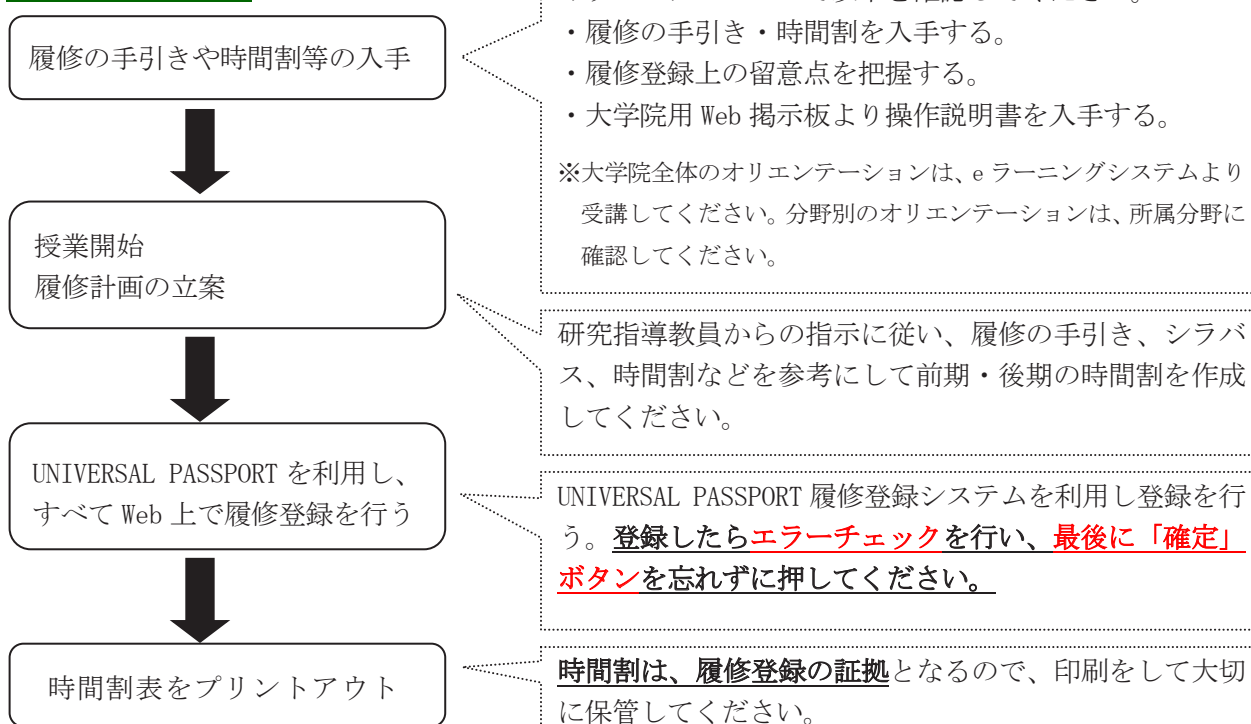 履修の手引きや時間割等の入手
・履修の手引き・時間割を入手する。
・履修登録上の留意点を把握する。
・大学院用 Web 掲示板より操作説明書を入手する。
※大学院全体のオリエンテーションは、e ラーニングシステムより
受講してください。分野別のオリエンテーションは、所属分野に
確認してください。
授業開始
履修計画の立案
研究指導教員からの指示に従い、履修の手引き、シラバ
ス、時間割などを参考にして前期・後期の時間割を作成
してください。
UNIVERSAL PASSPORT を利用し、
すべて Web 上で履修登録を行う
UNIVERSAL PASSPORT 履修登録システムを利用し登録を行
う。登録したらエラーチェックを行い、最後に「確定」
ボタンを忘れずに押してください。
時間割表をプリントアウト
時間割は、履修登録の証拠となるので、印刷をして大切
に保管してください。